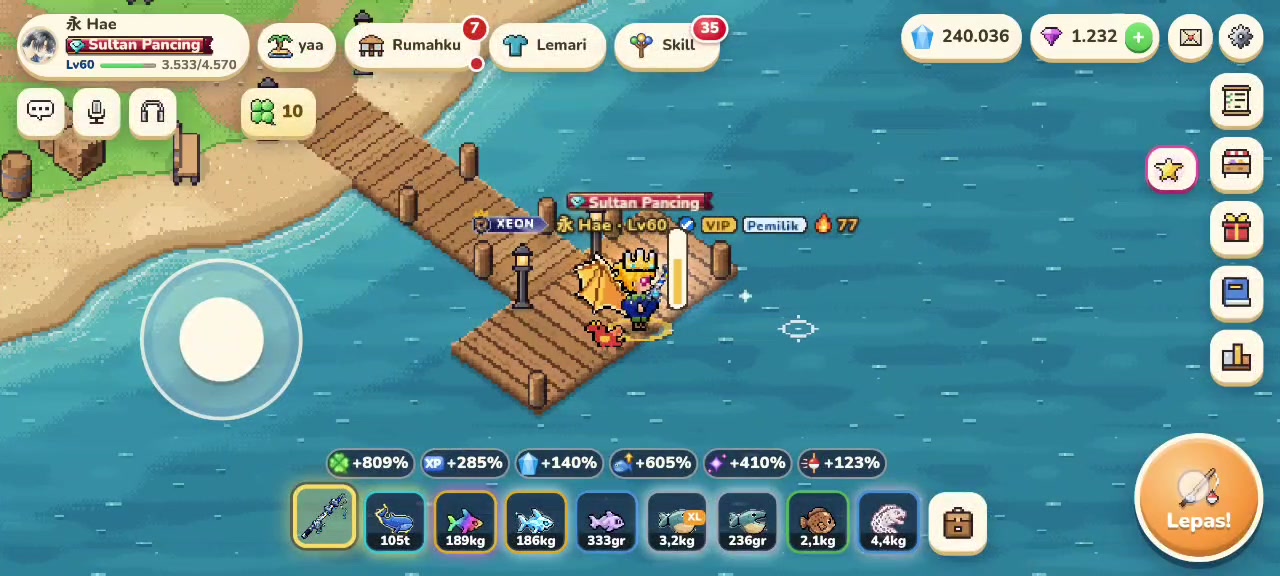 永 Hae
Sultan Pancing
Lv60 3.533/4.570
yaa
Rumahku
7
Lemari
Skill
35
240.036
1.232
10
Sultan Pancing
XEON 永 Hae · Lv60 VIP Pemilik 77
+809%
XP +285%
+140%
+605%
+410%
+123%
105t
189kg
186kg
333gr
XL
3,2kg
236gr
2,1kg
4,4kg
Lepas!